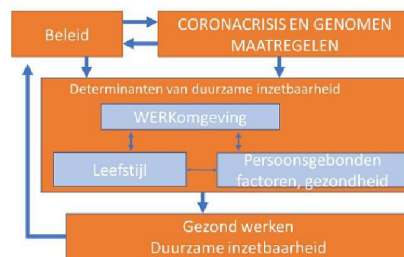 Beleid
CORONACRISIS EN GENOMEN
MAATREGELEN
Determinanten van duurzame inzetbaarheid
WERKomgeving
Leefstijl
Persoonsgebonden
factoren, gezondheid
Gezond werken
Duurzame inzetbaarheid